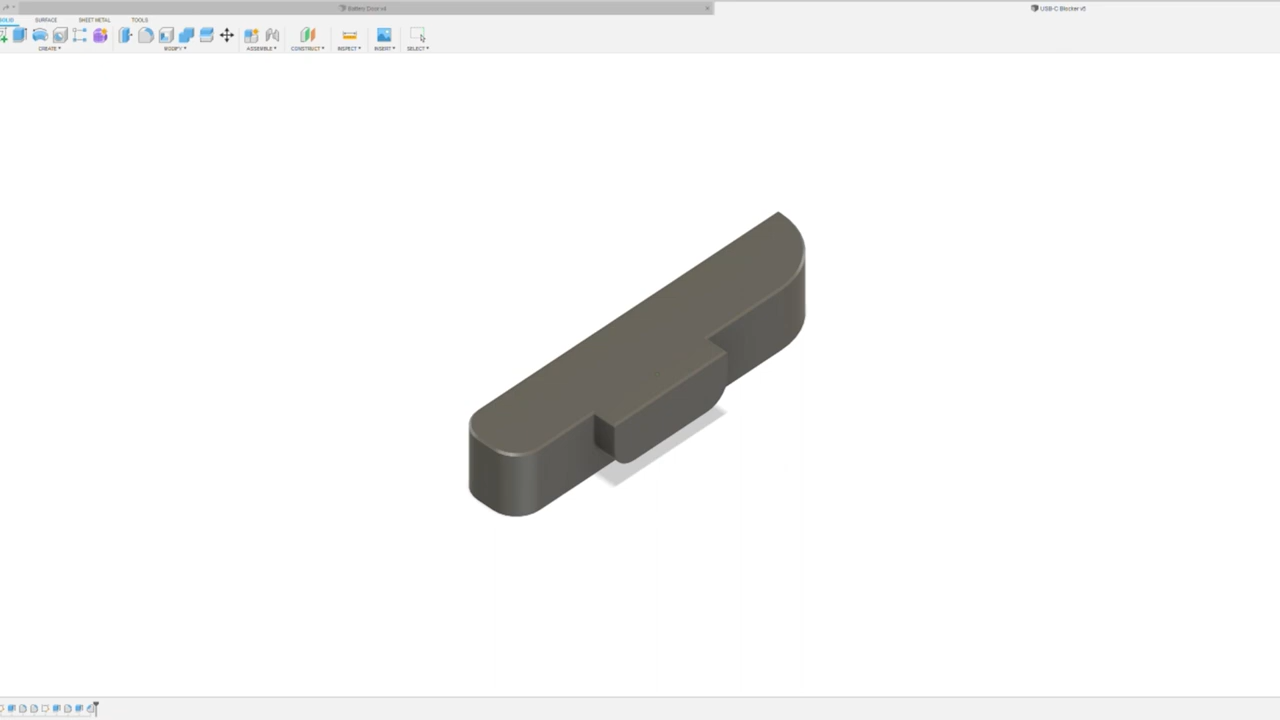 Battery Door v4
USB-C Blocker v5
SOLID SURFACE SHEET METAL TOOLS
CREATE MODIFY ASSEMBLE CONSTRUCT INSPECT INSERT SELECT